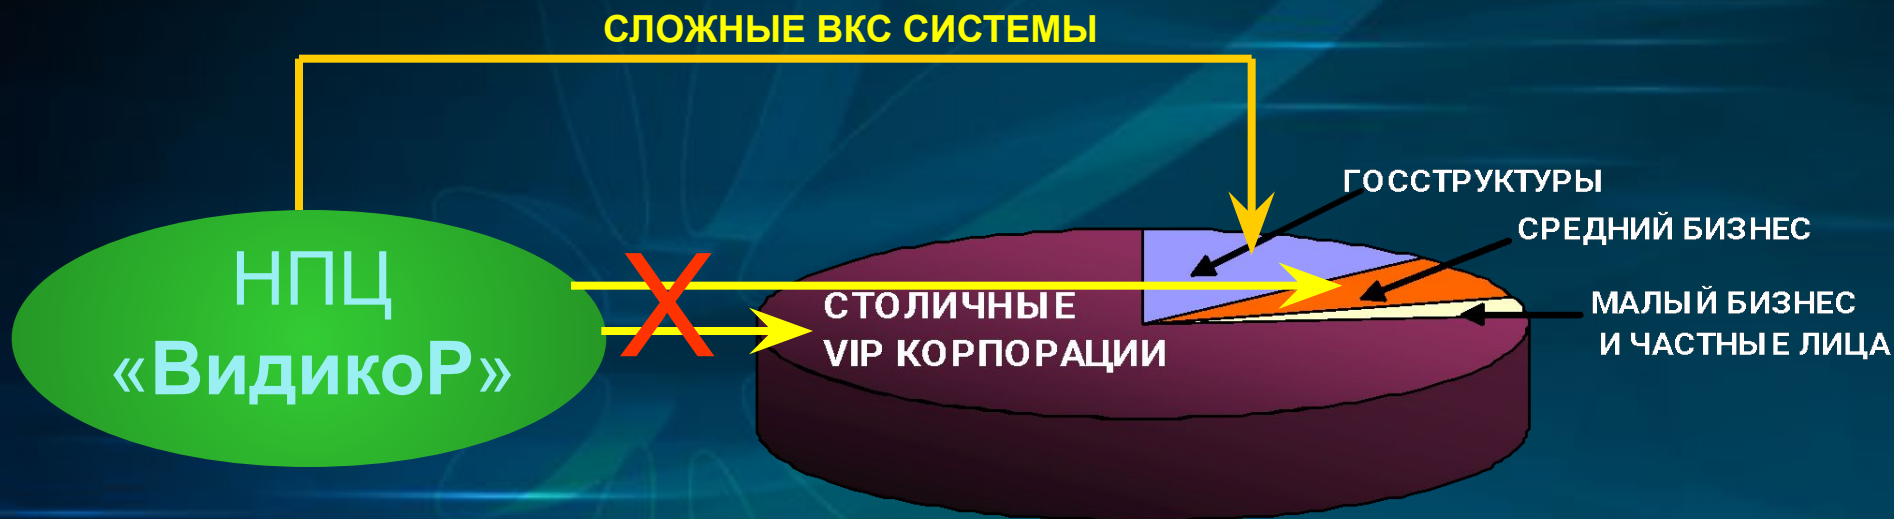 СЛОЖНЫЕ ВКС СИСТЕМЫ
НПЦ
«ВидикоР»
X
СТОЛИЧНЫЕ
VIP КОРПОРАЦИИ
ГОССТРУКТУРЫ
СРЕДНИЙ БИЗНЕС
МАЛЫЙ БИЗНЕС
И ЧАСТНЫЕ ЛИЦА